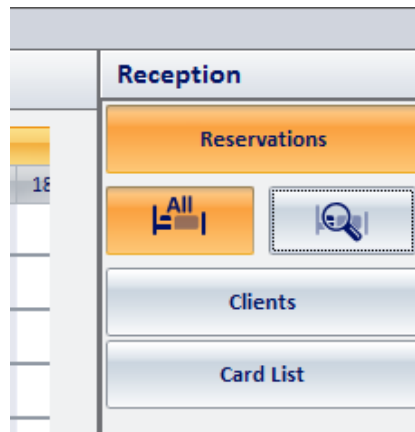 Reception
Reservations
18
All
Clients
Card List